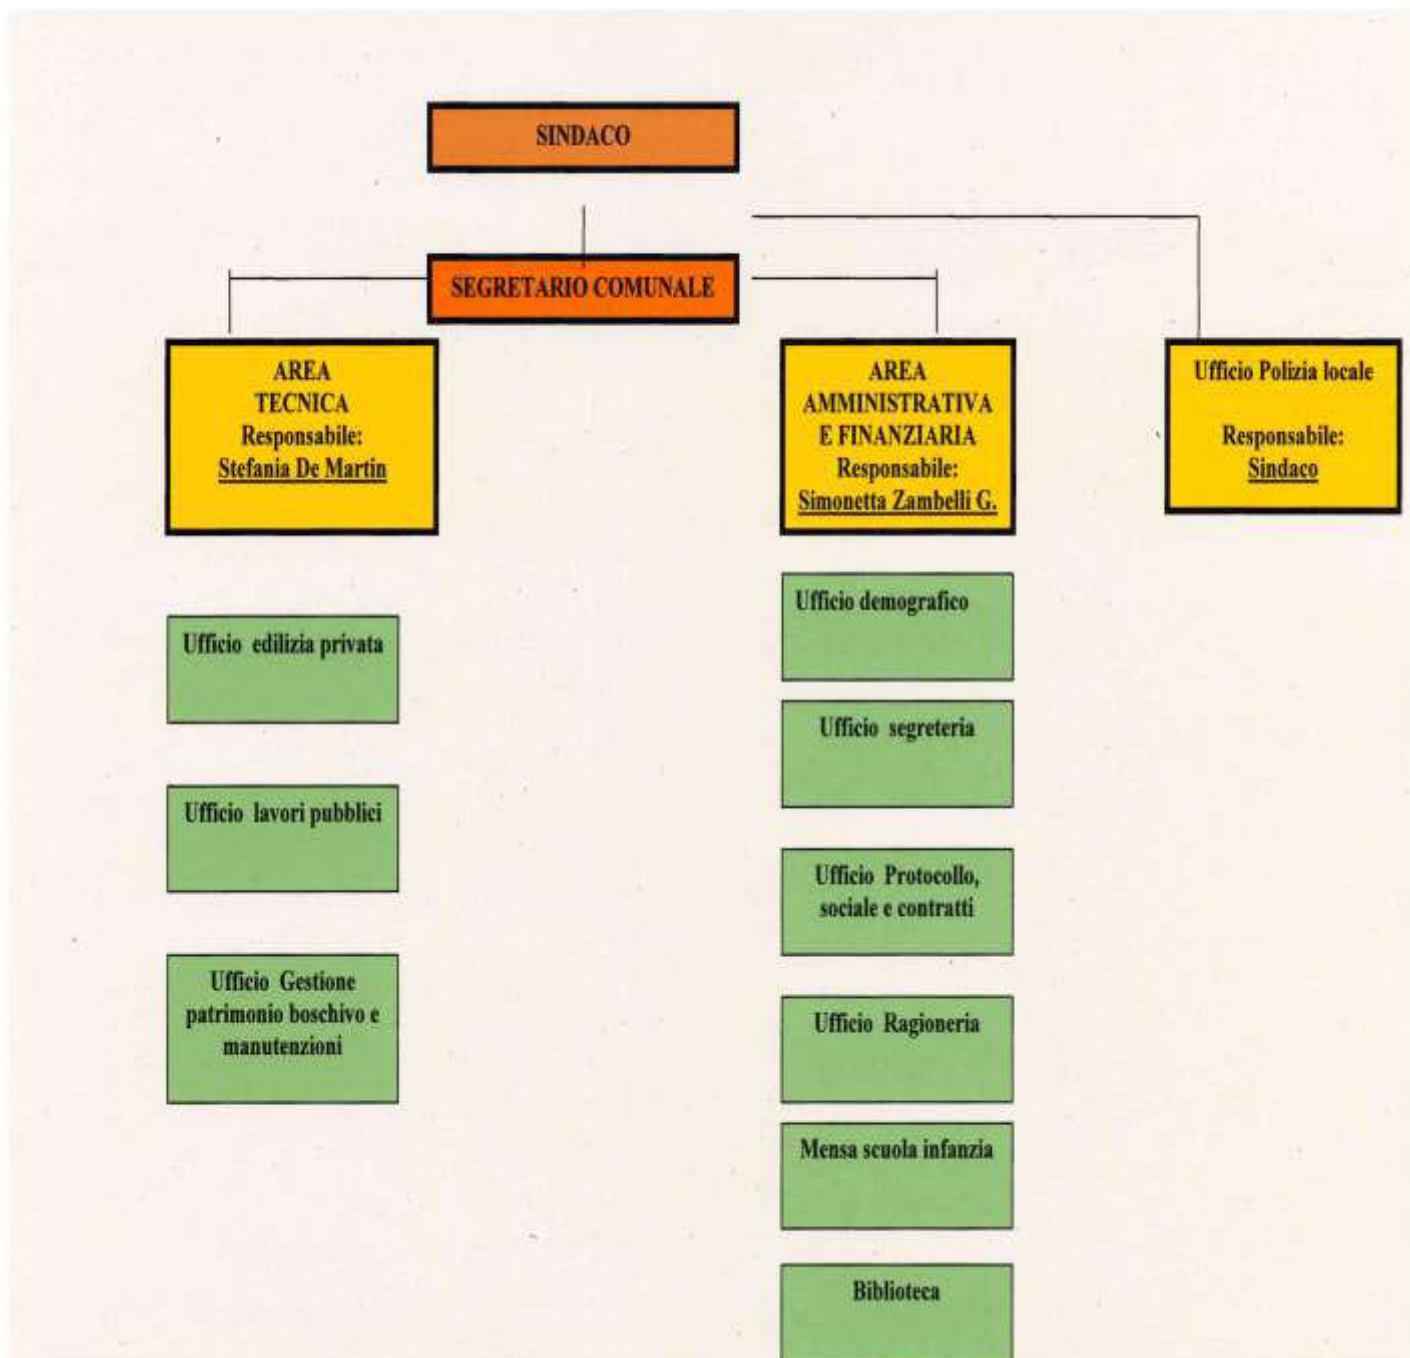 SINDACO
SEGRETARIO COMUNALE
AREA
TECNICA
Responsabile:
Stefania De Martin
AREA
AMMINISTRATIVA
E FINANZIARIA
Responsabile:
Simonetta Zambelli G.
Ufficio Polizia locale
Responsabile:
Sindaco
Ufficio edilizia privata
Ufficio lavori pubblici
Ufficio Gestione
patrimonio boschivo e
manutenzioni
Ufficio demografico
Ufficio segreteria
Ufficio Protocollo,
sociale e contratti
Ufficio Ragioneria
Mensa scuola infanzia
Biblioteca